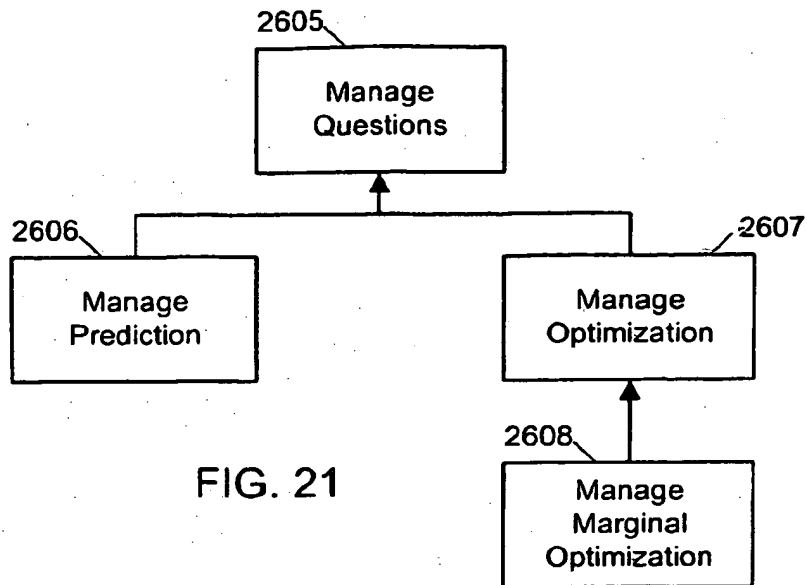 2605
Manage
Questions
2606
Manage
Prediction
2607
Manage
Optimization
2608
Manage
Marginal
Optimization
FIG. 21